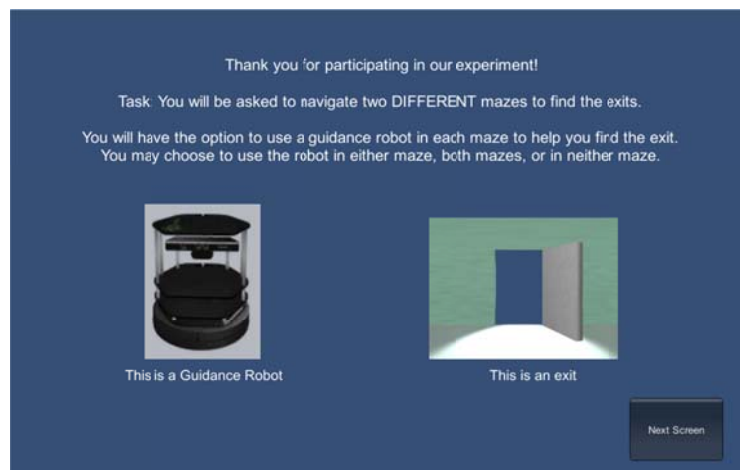 Thank you for participating in our experiment!
Task: You will be asked to navigate two DIFFERENT mazes to find the exits.
You will have the option to use a guidance robot in each maze to help you find the exit.
You may choose to use the robot in either maze, both mazes, or in neither maze.
This is a Guidance Robot
This is an exit
Next Screen